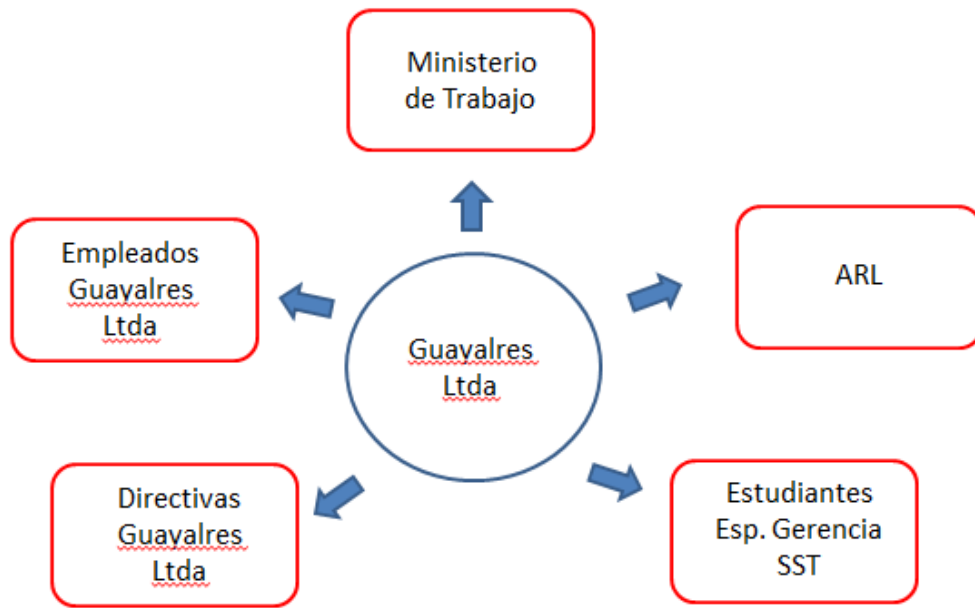 Ministerio
de Trabajo
Empleados
Guayalres
Ltda
ARL
Guayalres
Ltda
Directivas
Guayalres
Ltda
Estudiantes
Esp. Gerencia
SST